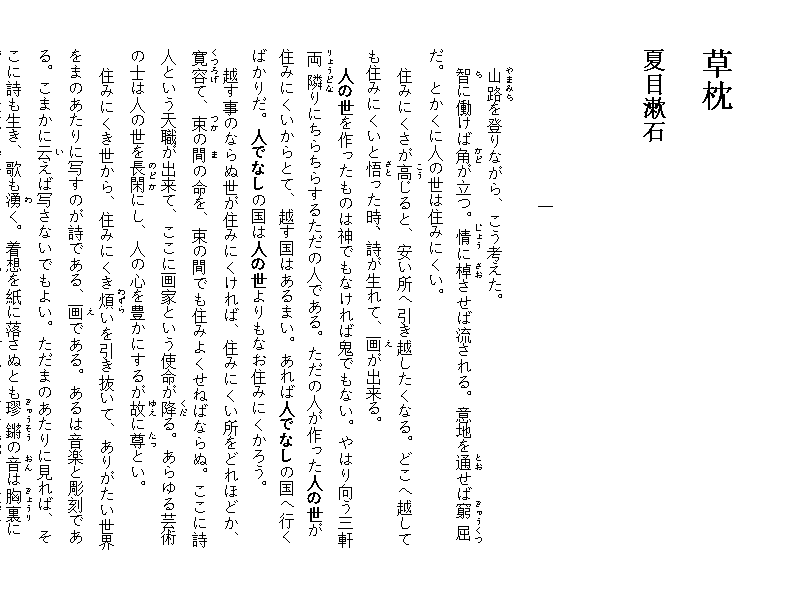 草枕
夏目漱石
一
山路を登りながら、こう考えた。
智に働けば角が立つ。情に棹させば流される。意地を通せば窮屈
だ。とかくに人の世は住みにくい。
住みにくさが高じると、安い所へ引き越したくなる。どこへ越して
も住みにくいと悟った時、詩が生れて、画が出来る。
人の世を作ったものは神でもなければ鬼でもない。やはり向う三軒
両隣りにちらちらするただの人である。ただの人が作った人の世が
住みにくいからとて、越す国はあるまい。あれば人でなしの国へ行く
ばかりだ。人でなしの国は人の世よりもなお住みにくかろう。
越す事のならぬ世が住みにくければ、住みにくい所をどれほどか、
寛容て、束の間の命を、束の間でも住みよくせねばならぬ。ここに詩
人という天職が出来て、ここに画家という使命が降る。あらゆる芸術
の士は人の世を長閑にし、人の心を豊かにするが故に尊とい。
住みにくき世から、住みにくき煩いを引き抜いて、ありがたい世界
をまのあたりに写すのが詩である、画である。あるは音楽と彫刻であ
る。こまかに云えば写さないでもよい。ただまのあたりに見れば、そ
こに詩も生き、歌も湧く。着想を紙に落さぬとも璆鏘の音は胸裏に